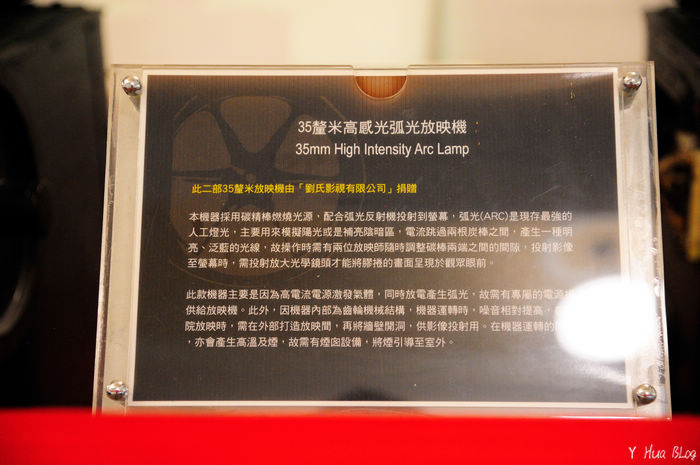 35釐米高感光弧光放映機
35mm High Intensity Arc Lamp
此二部35釐米放映機由「劉氏影視有限公司」捐贈
本機器採用碳精棒燃燒光源，配合弧光反射機投射到螢幕，弧光(ARC)是現存最強的
人工燈光，主要用來模擬陽光或是補亮陰暗區，電流跳過兩根炭棒之間，產生一種明
亮、泛藍的光線，故操作時需有兩位放映師隨時調整碳棒兩端之間的間隙，投射影像
至螢幕時，需投射放大光學鏡頭才能將膠捲的畫面呈現於觀眾眼前。
此款機器主要是因為高電流電源激發氣體，同時放電產生弧光，故需有專屬的電源
供給放映機。此外，因機器內部為齒輪機械結構，機器運轉時，噪音相對提高，
院放映時，需在外部打造放映間，再將牆壁開洞，供影像投射用。在機器運轉的
，亦會產生高溫及煙，故需有煙囪設備，將煙引導至室外。
Y Hua BLog